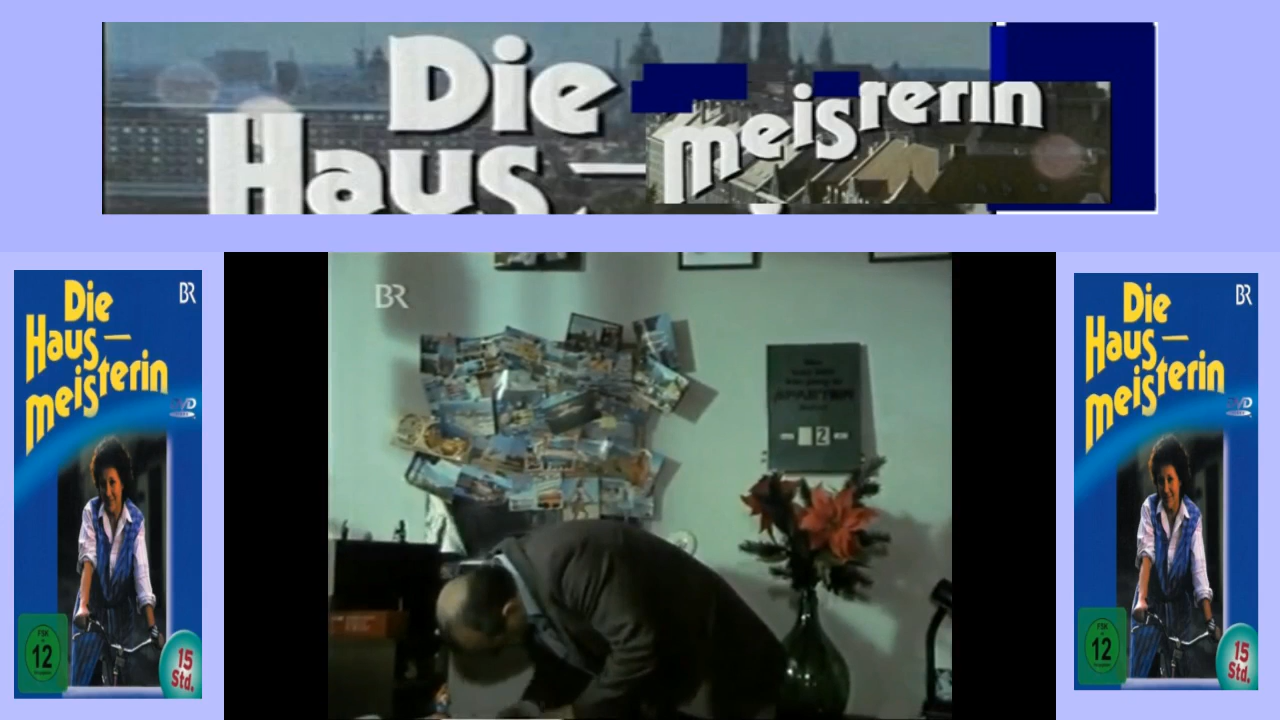 Die
Haus –
meisterin
BR
Die
Haus –
meisterin
DVD
FSK
12
15
Std.
BR
APARTER
2
BR
Die
Haus –
meisterin
DVD
FSK
12
15
Std.